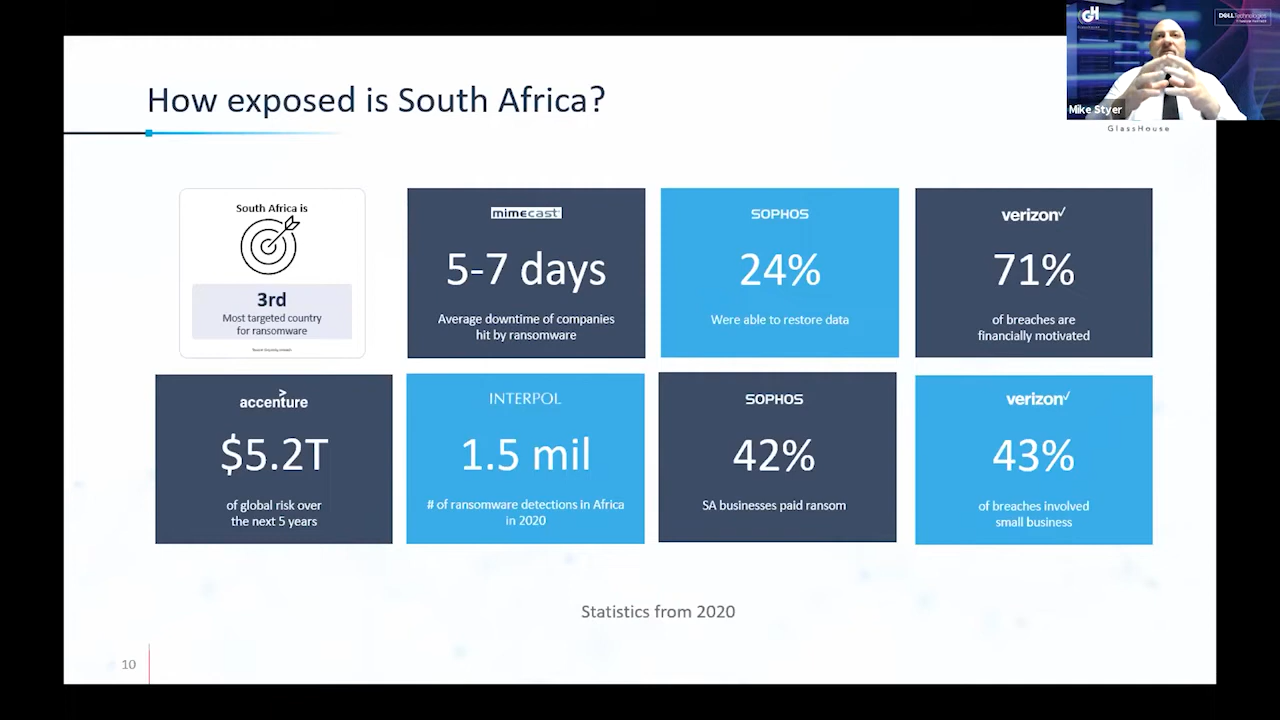 How exposed is South Africa?
GH
DELLTechnologies
Mike Styer
GlassHouse
South Africa is
3rd
Most targeted country
for ransomware
mimecast
5-7 days
Average downtime of companies
hit by ransomware
SOPHOS
24%
Were able to restore data
verizon✓
71%
of breaches are
financially motivated
accenture
$5.2T
of global risk over
the next 5 years
INTERPOL
1.5 mil
# of ransomware detections in Africa
in 2020
SOPHOS
42%
SA businesses paid ransom
verizon✓
43%
of breaches involved
small business
Statistics from 2020
10